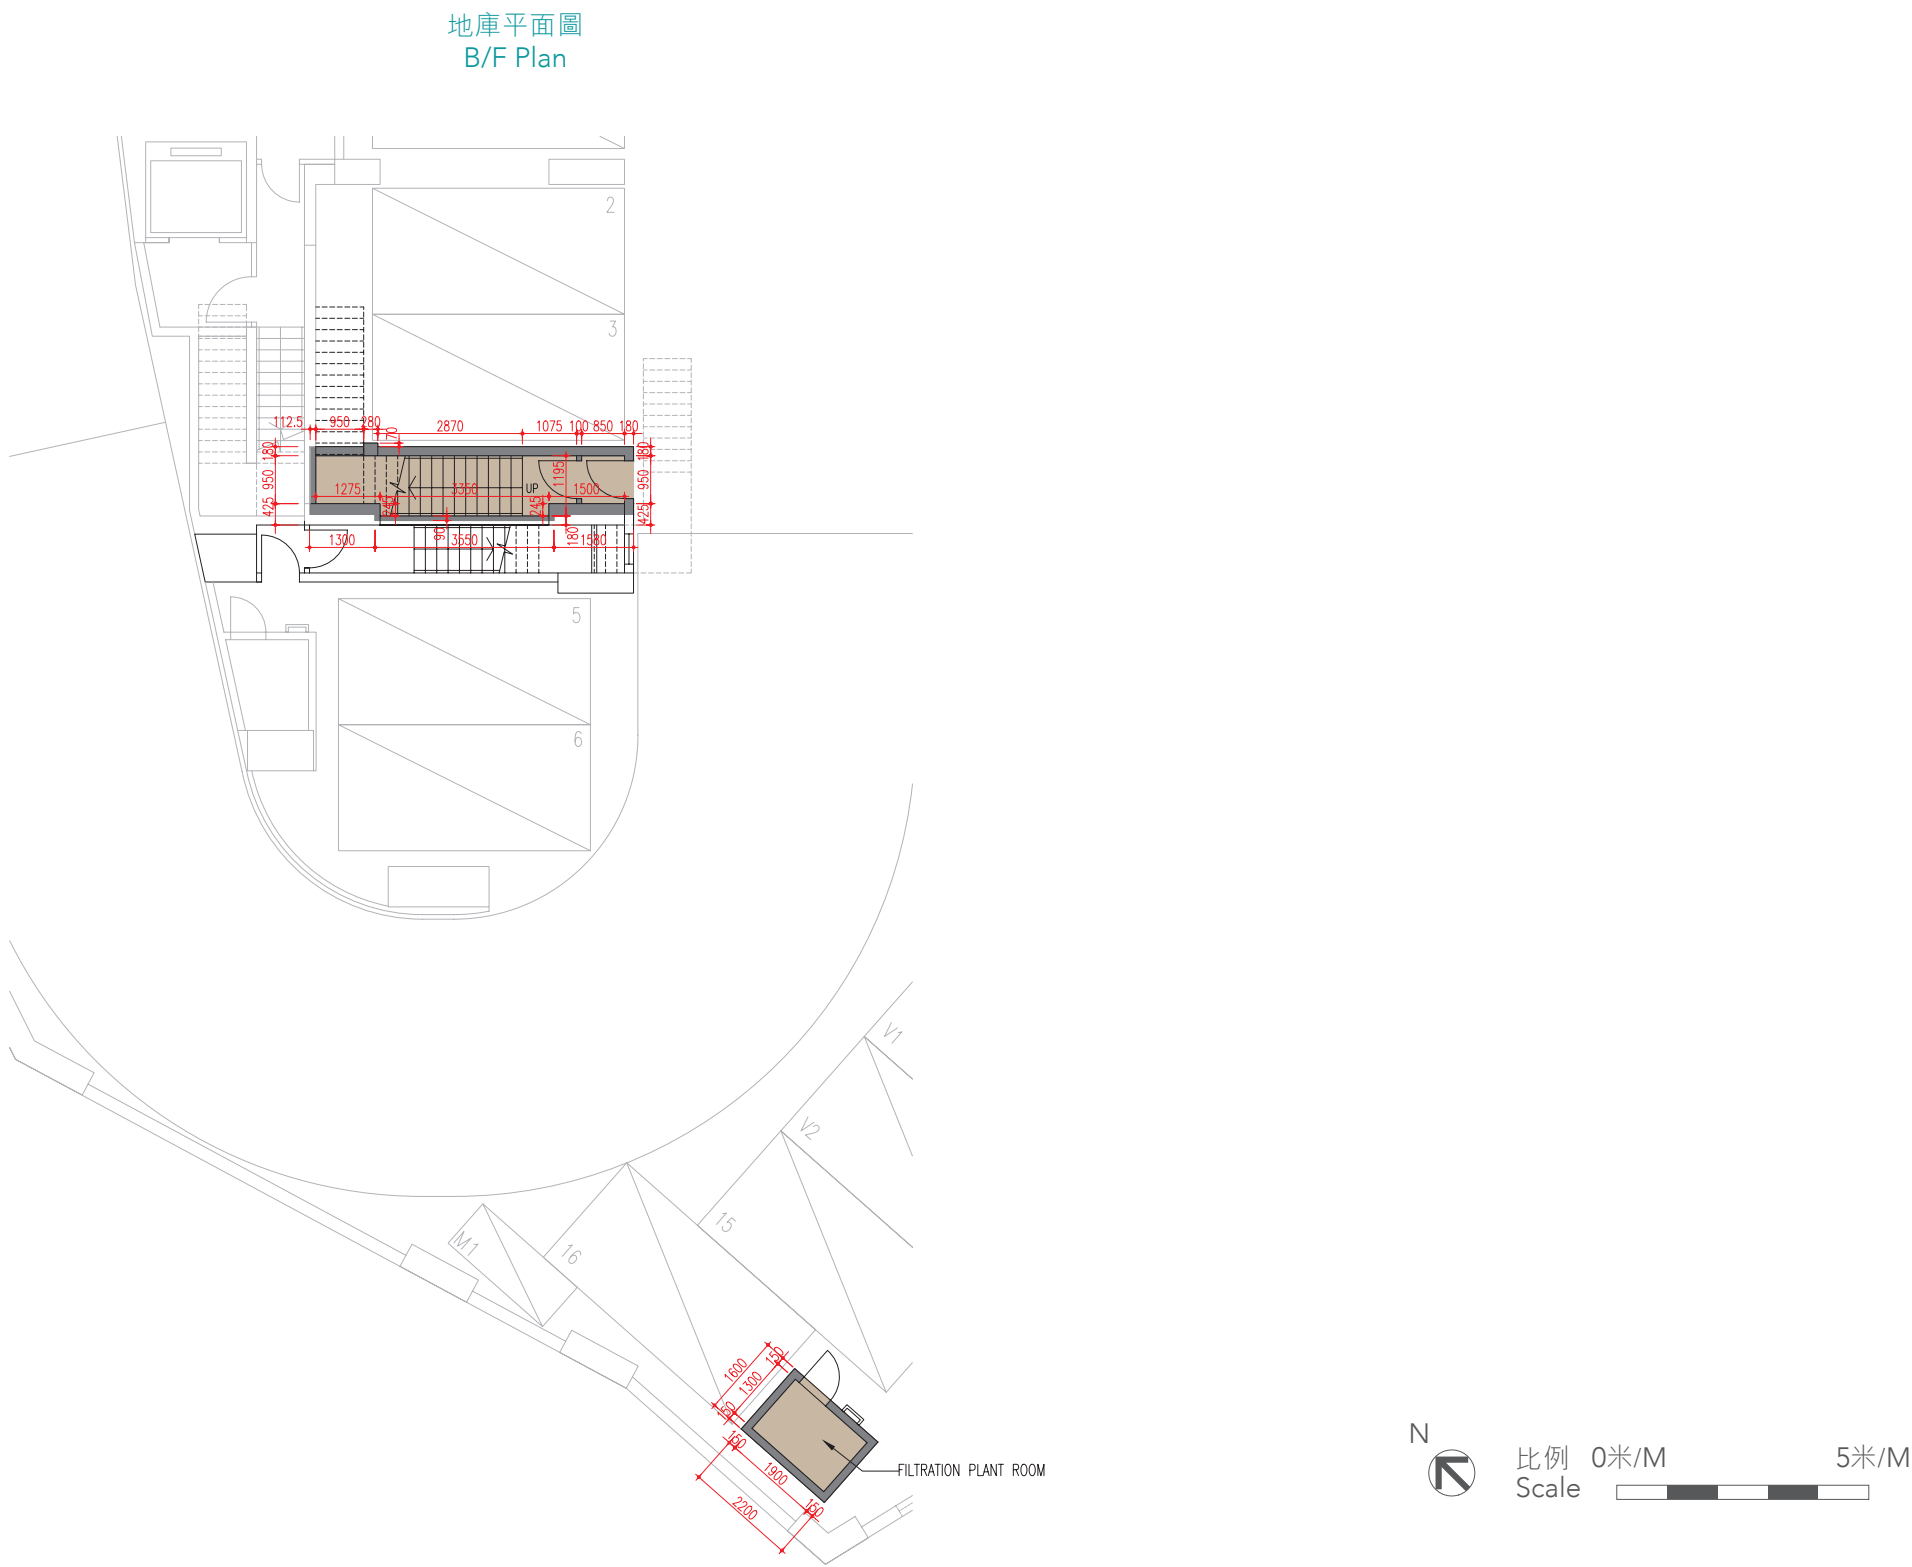 地庫平面圖
B/F Plan
2
3
112.5 950 280 2870 1075 100 850 180
70
180 950 425
1195
180 950 425
1275 3350 1500
UP
245 245
90 180
1300 3550 1580
5
6
V1
V2
15
16
M1
1600 150
1300
150
150
1900
2200 150
FILTRATION PLANT ROOM
N
比例 0米/M 5米/M
Scale